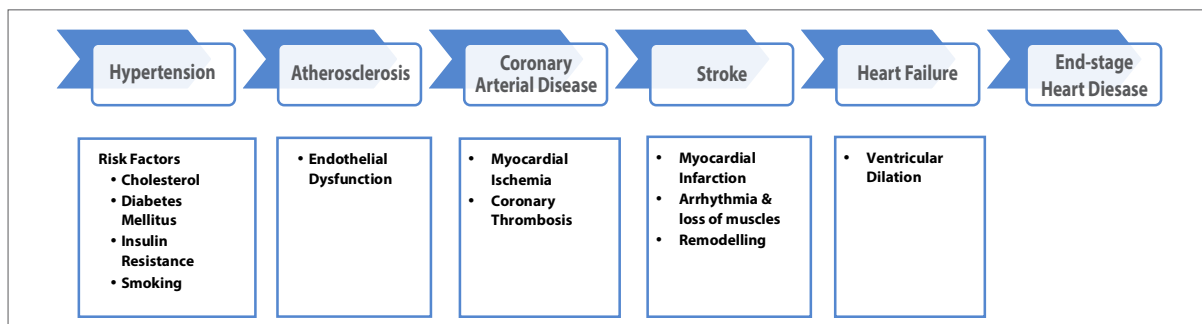 Hypertension
Atherosclerosis
Coronary
Arterial Disease
Stroke
Heart Failure
End-stage
Heart Diesase
Risk Factors
• Cholesterol
• Diabetes
Mellitus
• Insulin
Resistance
• Smoking
• Endothelial
Dysfunction
• Myocardial
Ischemia
• Coronary
Thrombosis
• Myocardial
Infarction
• Arrhythmia &
loss of muscles
• Remodelling
• Ventricular
Dilation